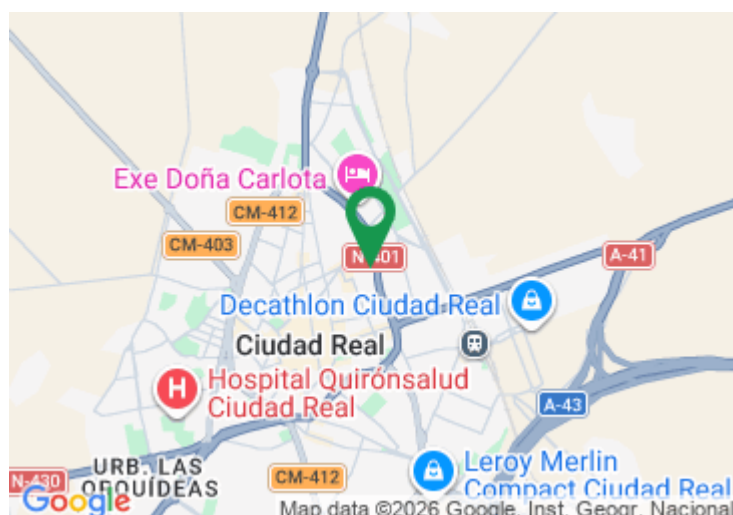 Exe Doña Carlota
CM-412
CM-403
N-401
A-41
Decathlon Ciudad Real
Ciudad Real
H
Hospital Quirónsalud
Ciudad Real
A-43
N-430
URB. LAS
ORQUÍDEAS
CM-412
Leroy Merlin
Compact Ciudad Real
Google
Map data ©2026 Google, Inst. Geogr. Nacional